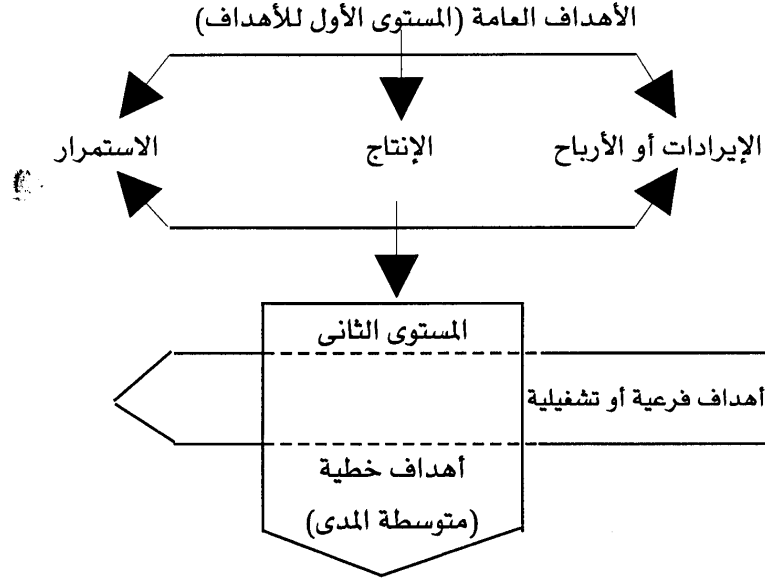 الأهداف العامة (المستوى الأول للأهداف)
الإيرادات أو الأرباح الإنتاج الاستمرار
المستوى الثانى
أهداف فرعية أو تشغيلية
أهداف خطية
(متوسطة المدى)